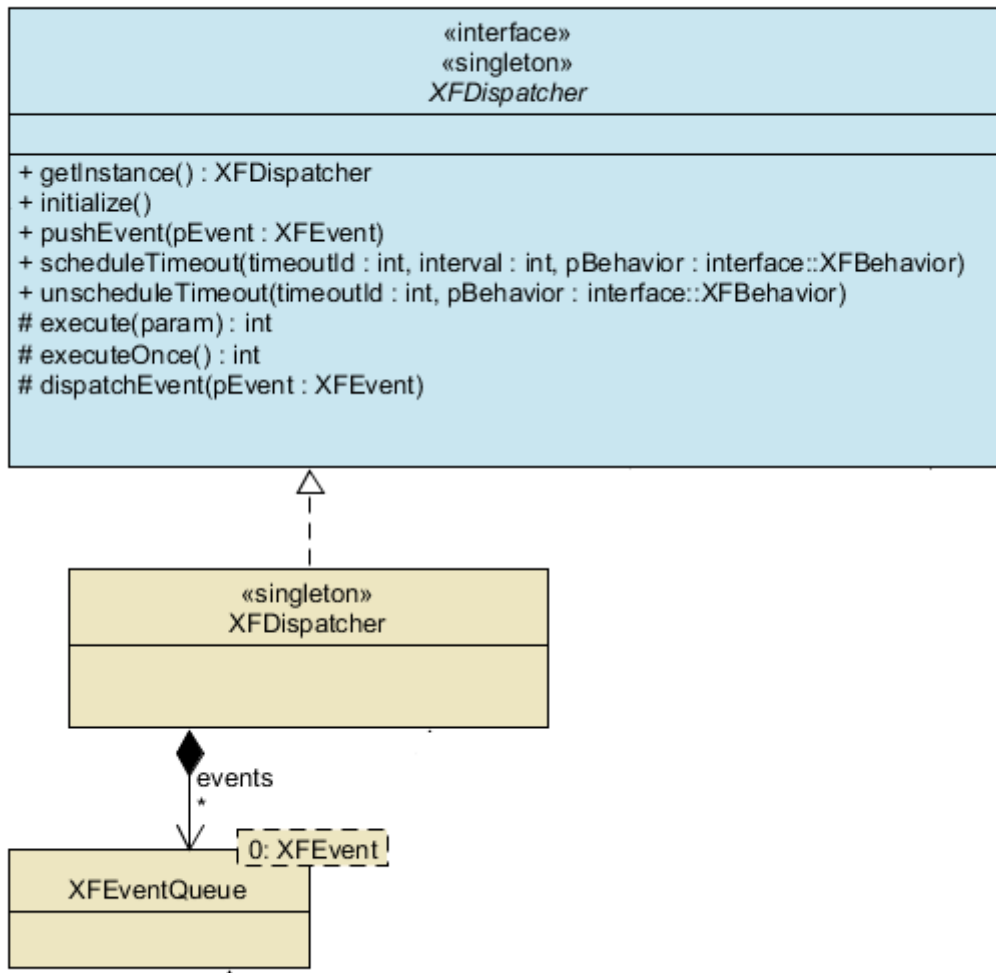 «interface»
«singleton»
XFDispatcher
+ getInstance() : XFDispatcher
+ initialize()
+ pushEvent(pEvent : XFEvent)
+ scheduleTimeout(timeoutId : int, interval : int, pBehavior : interface::XFBehavior)
+ unscheduleTimeout(timeoutId : int, pBehavior : interface::XFBehavior)
# execute(param) : int
# executeOnce() : int
# dispatchEvent(pEvent : XFEvent)
«singleton»
XFDispatcher
events
*
0: XFEvent
XFEventQueue